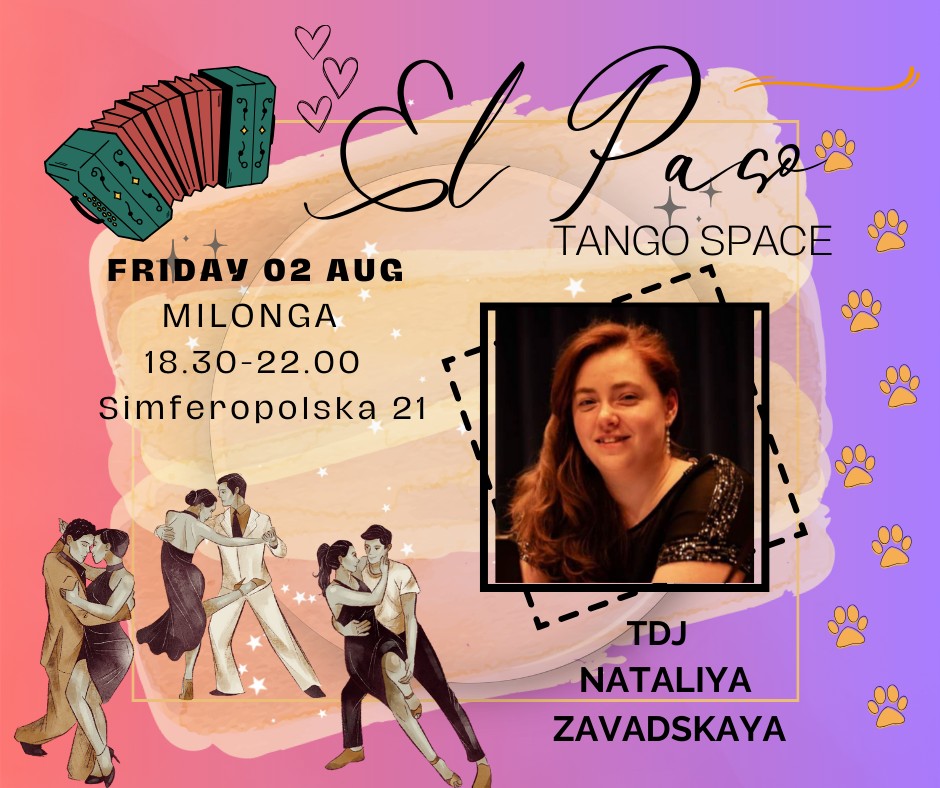 El Paso
TANGO SPACE
FRIDAY 02 AUG
MILONGA
18.30-22.00
Simferopolska 21
TDJ
NATALIYA
ZAVADSKAYA